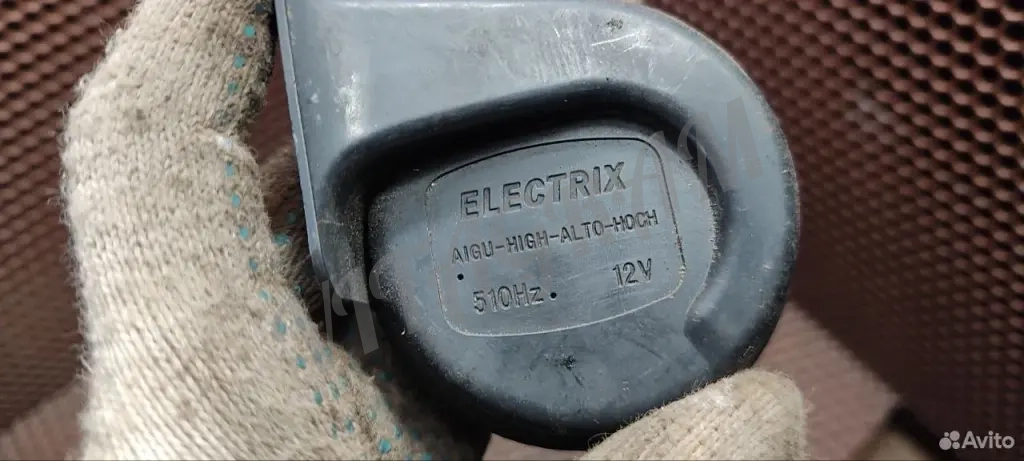 ELECTRIX
AIGU-HIGH-ALTO-HOCH
510Hz. 12V
Avito